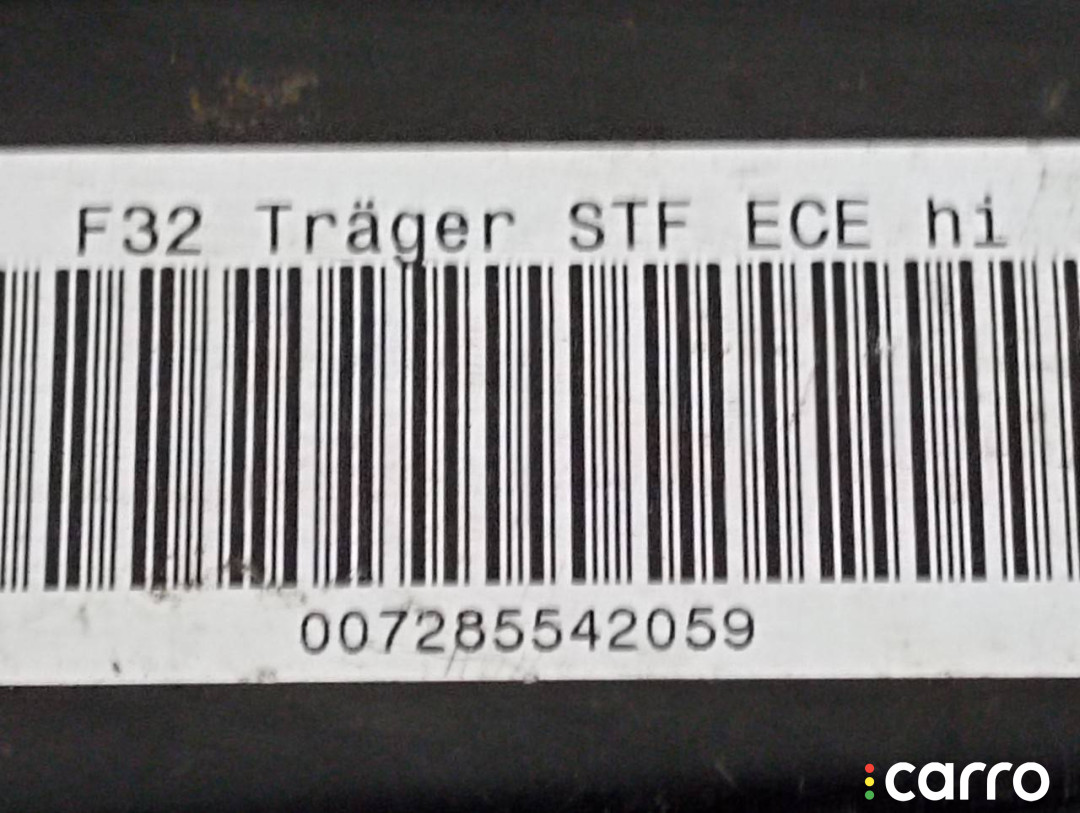 F32 Träger STF ECE hi
007285542059
carro